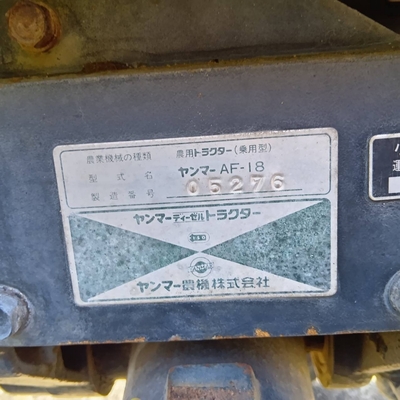 農業機械の種類 農用トラクター(乗用型)
型式名 ヤンマー AF-18
製造番号 05276
ヤンマーディーゼルトラクター
ヤンマー農機株式会社